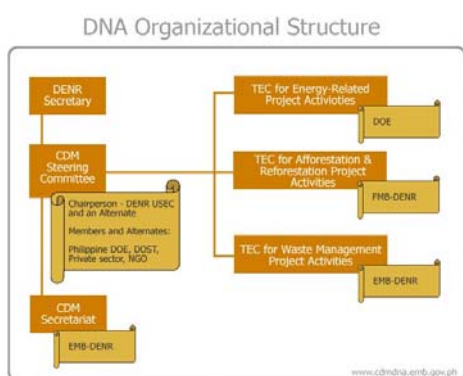 DNA Organizational Structure
DENR
Secretary
CDM
Steering
Committee
Chairperson - DENR USEC
and an Alternate
Members and Alternates:
Philippine DOE, DOST,
Private sector, NGO
CDM
Secretariat
EMB-DENR
TEC for Energy-Related
Project Activioties
DOE
TEC for Afforestation &
Reforestation Project
Activities
FMB-DENR
TEC for Waste Management
Project Activities
EMB-DENR
www.cdmdna.emb.gov.ph